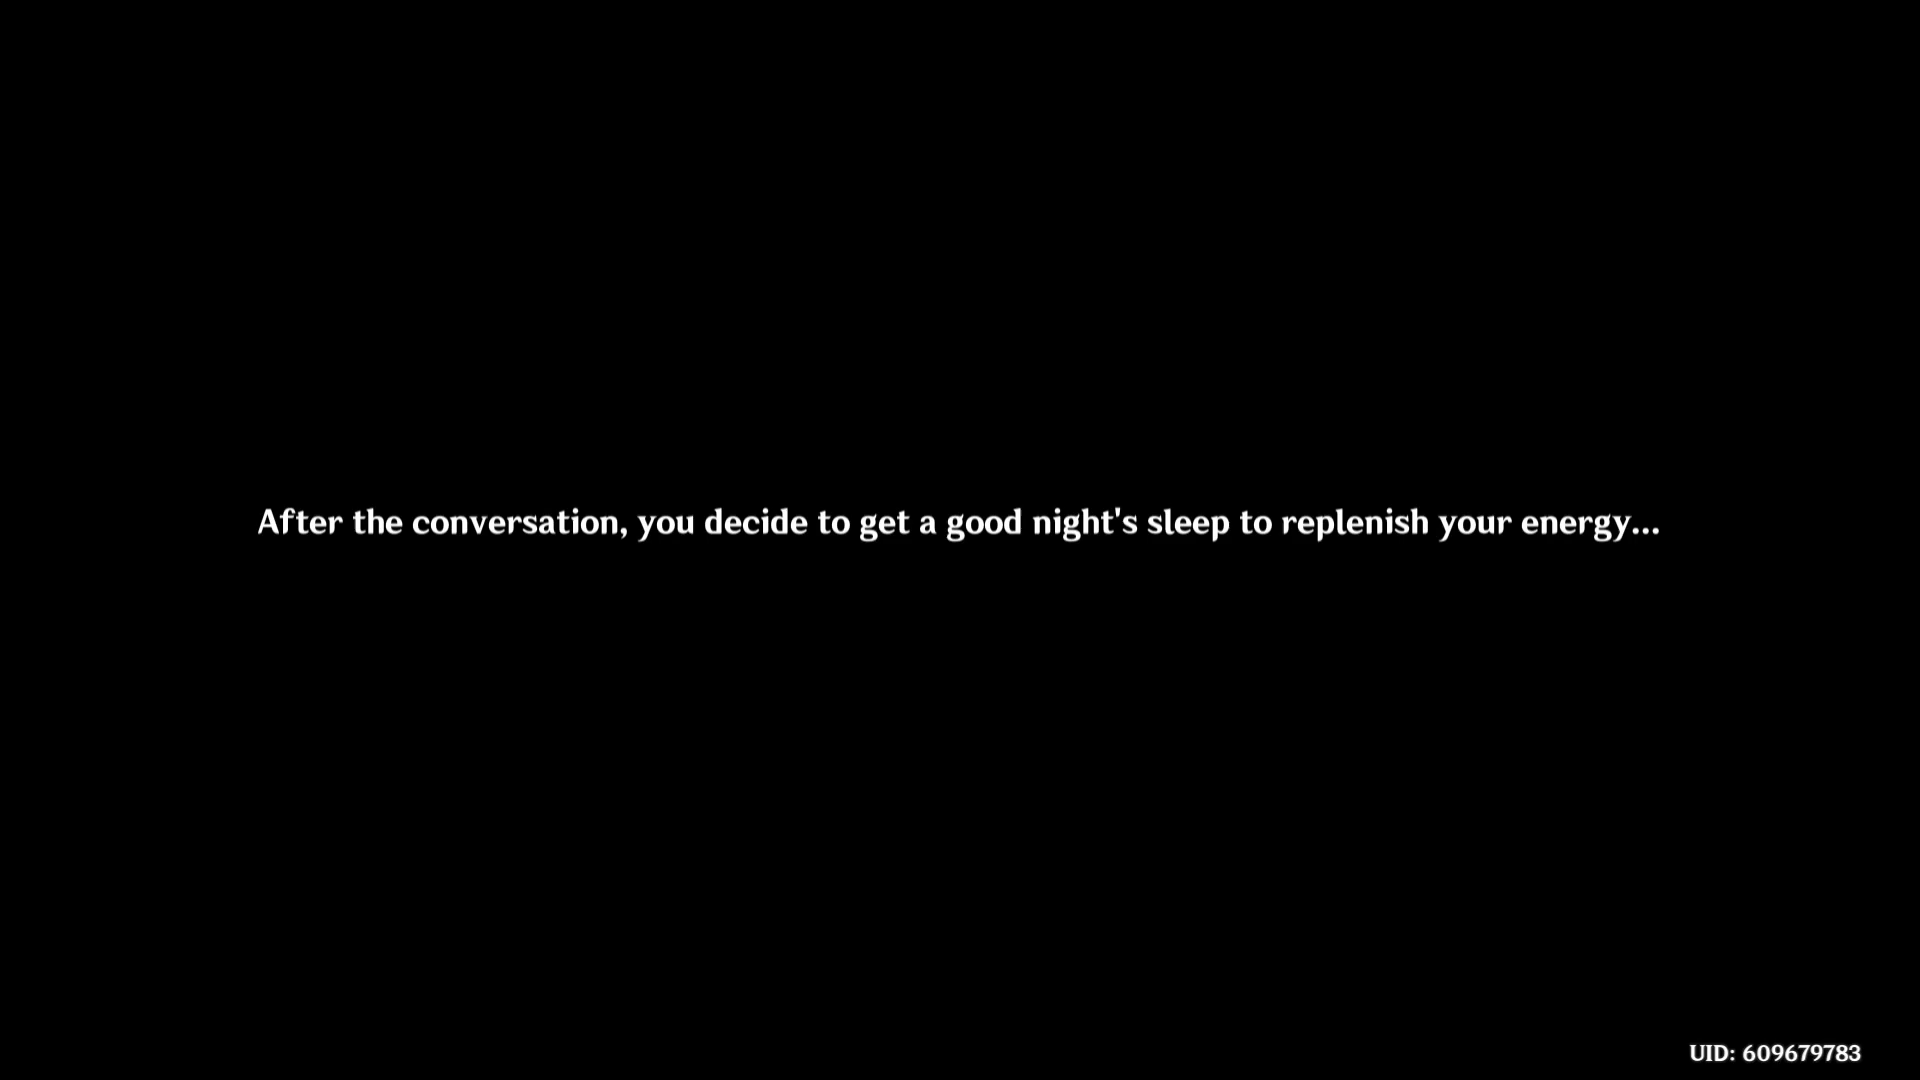 After the conversation, you decide to get a good night's sleep to replenish your energy...
UID: 609679783